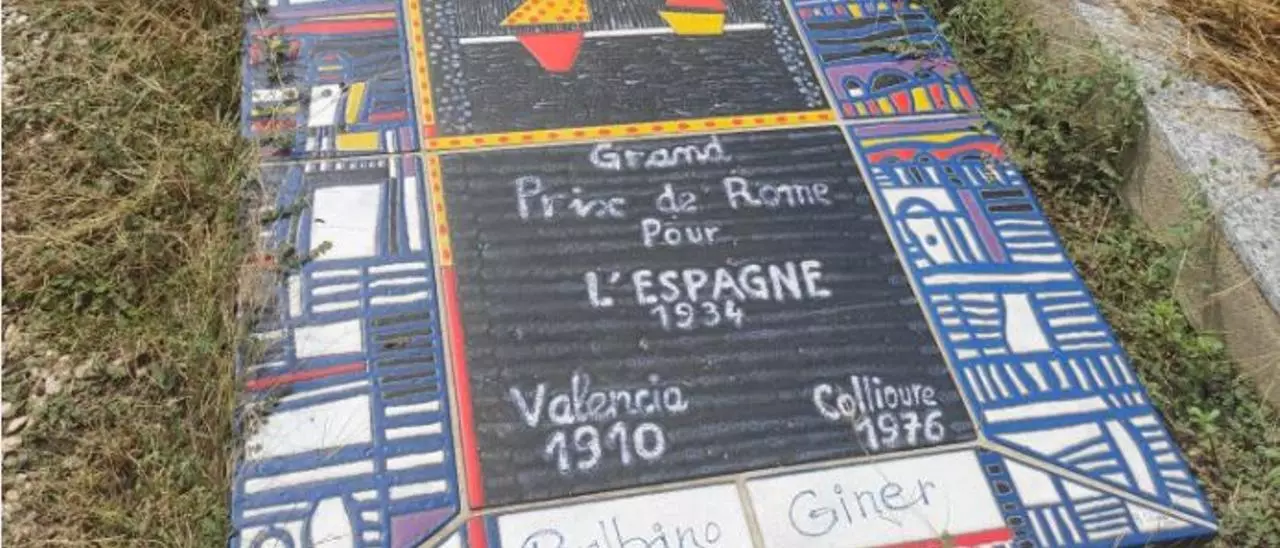 Grand
Prix de Rome
Pour
L'ESPAGNE
1934
Valencia
1910
Collioure
1976
Balbino
Giner